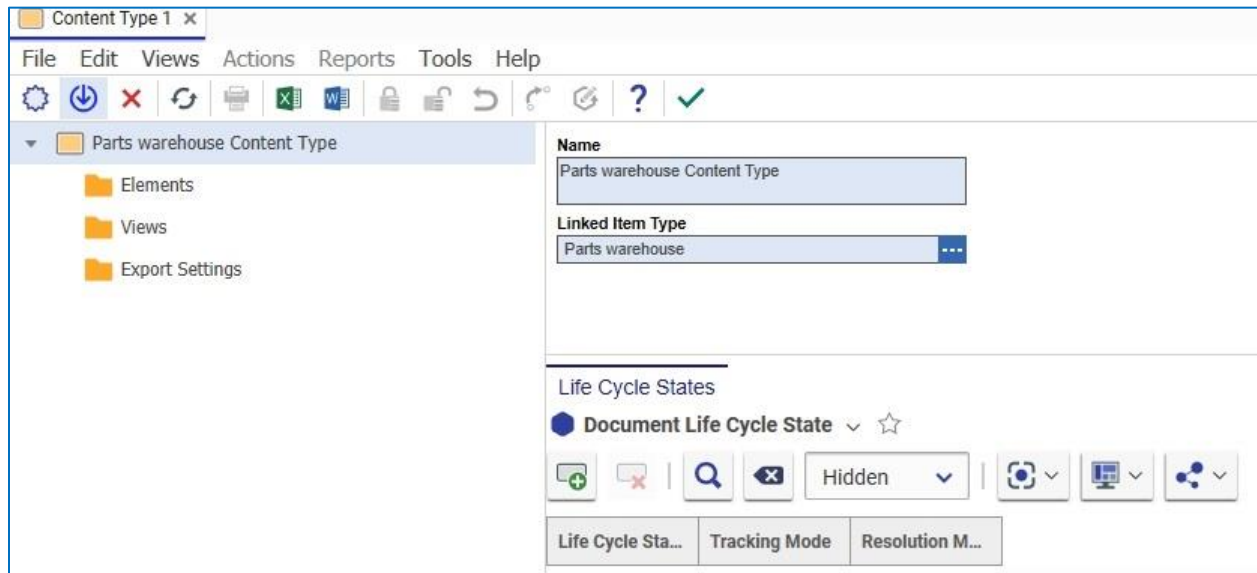 Content Type 1
File Edit Views Actions Reports Tools Help
Parts warehouse Content Type
Elements
Views
Export Settings
Name
Parts warehouse Content Type
Linked Item Type
Parts warehouse
Life Cycle States
Document Life Cycle State
Hidden
Life Cycle Sta... Tracking Mode Resolution M...